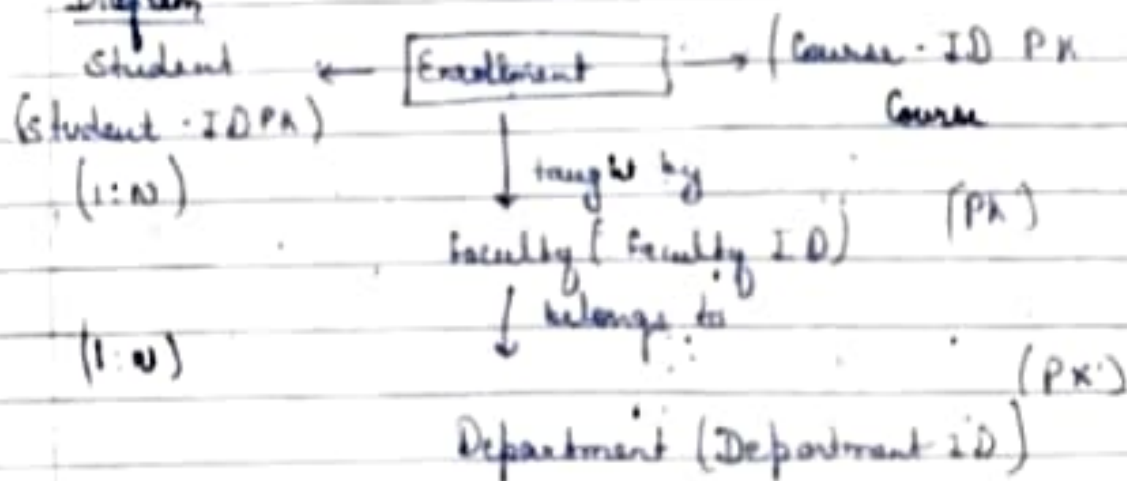 Diagram
Student ← Enrollment → (Course - ID PK
(Student - ID PK) Course
(1:N) taught by
Faculty (Faculty ID) (PK)
(1:N) belongs to
(PK)
Department (Department ID)